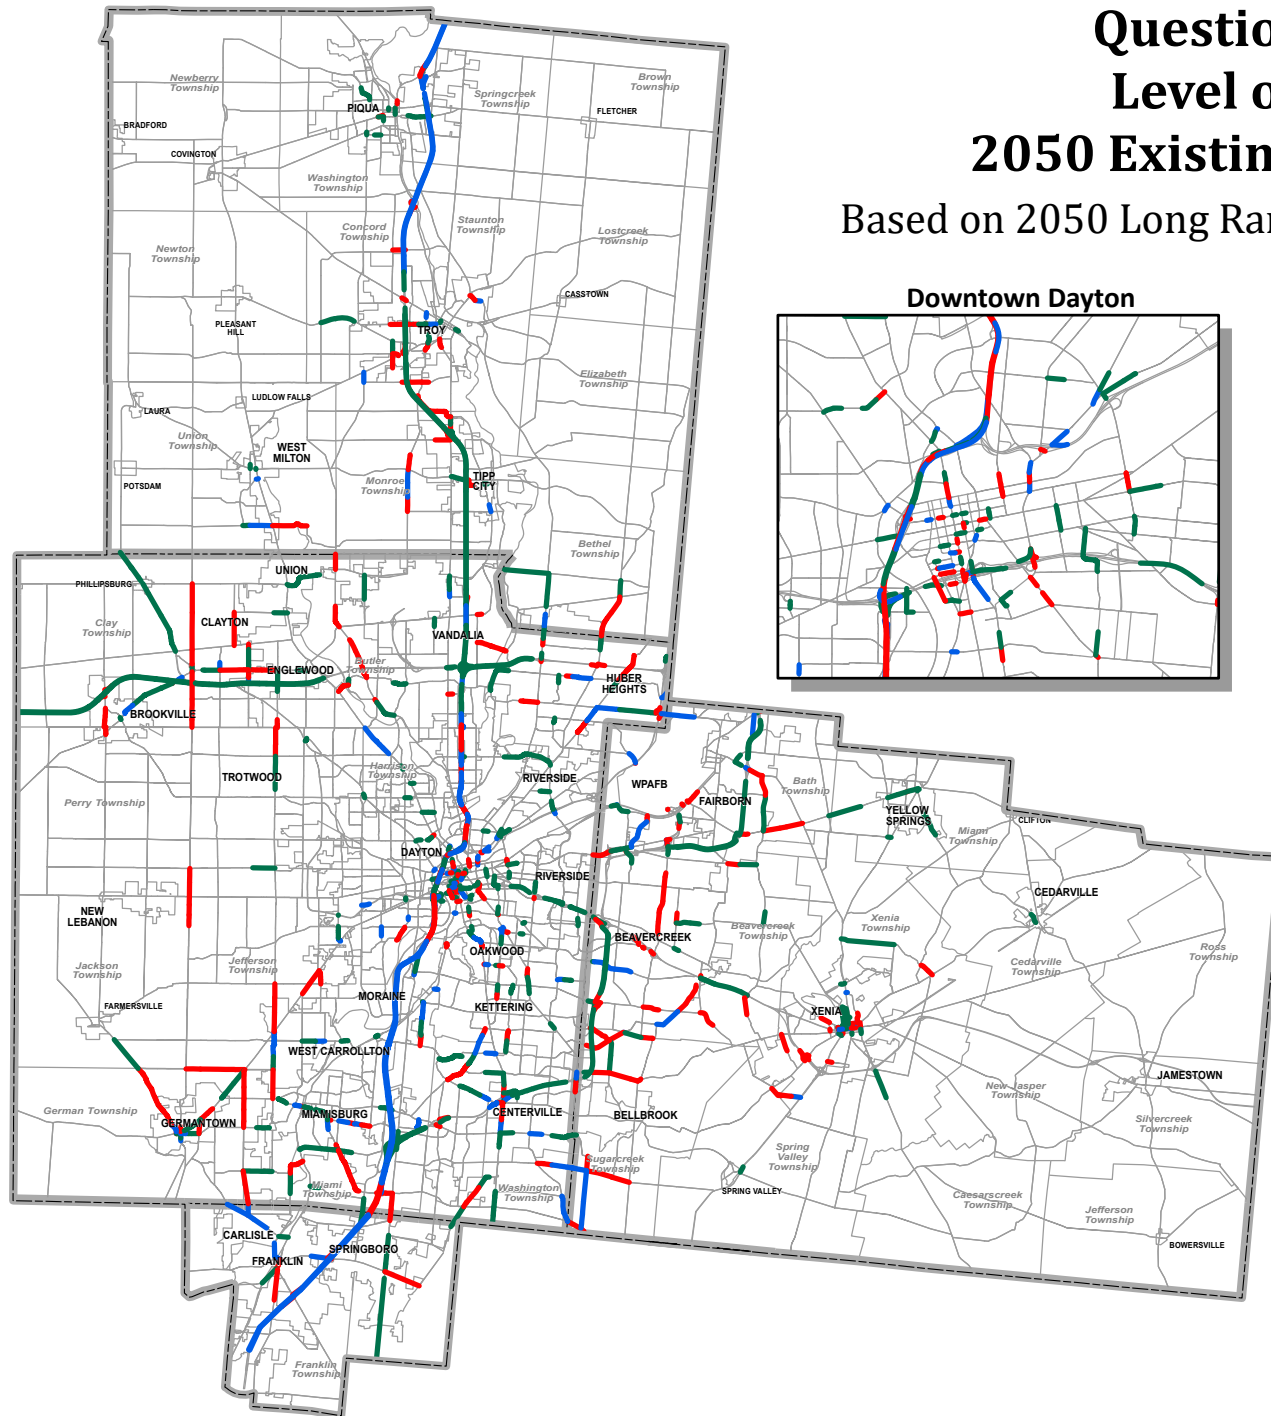 Questio
Level o
2050 Existin
Based on 2050 Long Ran
Downtown Dayton
Newberry
Township
Brown
Township
Springcreek
Township
PIQUA
FLETCHER
BRADFORD
COVINGTON
Washington
Township
Concord
Township
Staunton
Township
Lostcreek
Township
Newton
Township
CASSTOWN
PLEASANT
HILL
TROY
Elizabeth
Township
LUDLOW FALLS
LAURA
Union
Township
WEST
MILTON
POTSDAM
Monroe
Township
TIPP
CITY
Bethel
Township
UNION
PHILLIPSBURG
Clay
Township
CLAYTON
VANDALIA
ENGLEWOOD
Butler
Township
HUBER
HEIGHTS
BROOKVILLE
TROTWOOD
Harrison
Township
RIVERSIDE
WPAFB
FAIRBORN
Bath
Township
Perry Township
YELLOW
SPRINGS
CLIFTON
Miami
Township
DAYTON
RIVERSIDE
CEDARVILLE
NEW
LEBANON
Beavercreek
Township
Xenia
Township
BEAVERCREEK
Ross
Township
Jackson
Township
Jefferson
Township
OAKWOOD
Cedarville
Township
FARMERSVILLE
MORAINE
KETTERING
XENIA
WEST CARROLLTON
JAMESTOWN
New Jasper
Township
German Township
GERMANTOWN
MIAMISBURG
CENTERVILLE
BELLBROOK
Silvercreek
Township
Spring
Valley
Township
Sugarcreek
Township
Miami
Township
Washington
Township
SPRING VALLEY
Caesarscreek
Township
Jefferson
Township
CARLISLE
SPRINGBORO
FRANKLIN
BOWERSVILLE
Franklin
Township